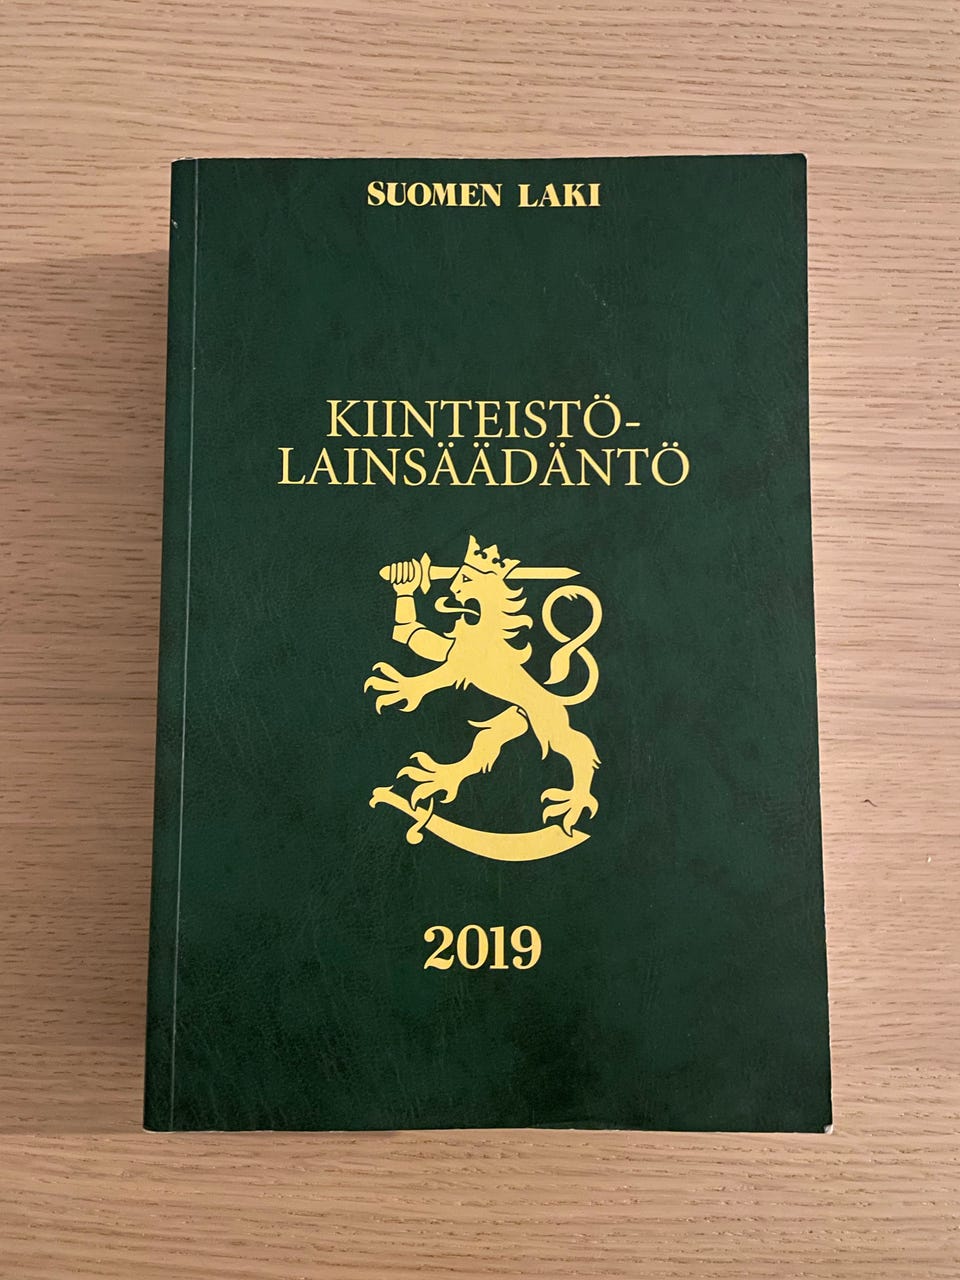 SUOMEN LAKI
KIINTEISTÖ-
LAINSÄÄDÄNTÖ
2019